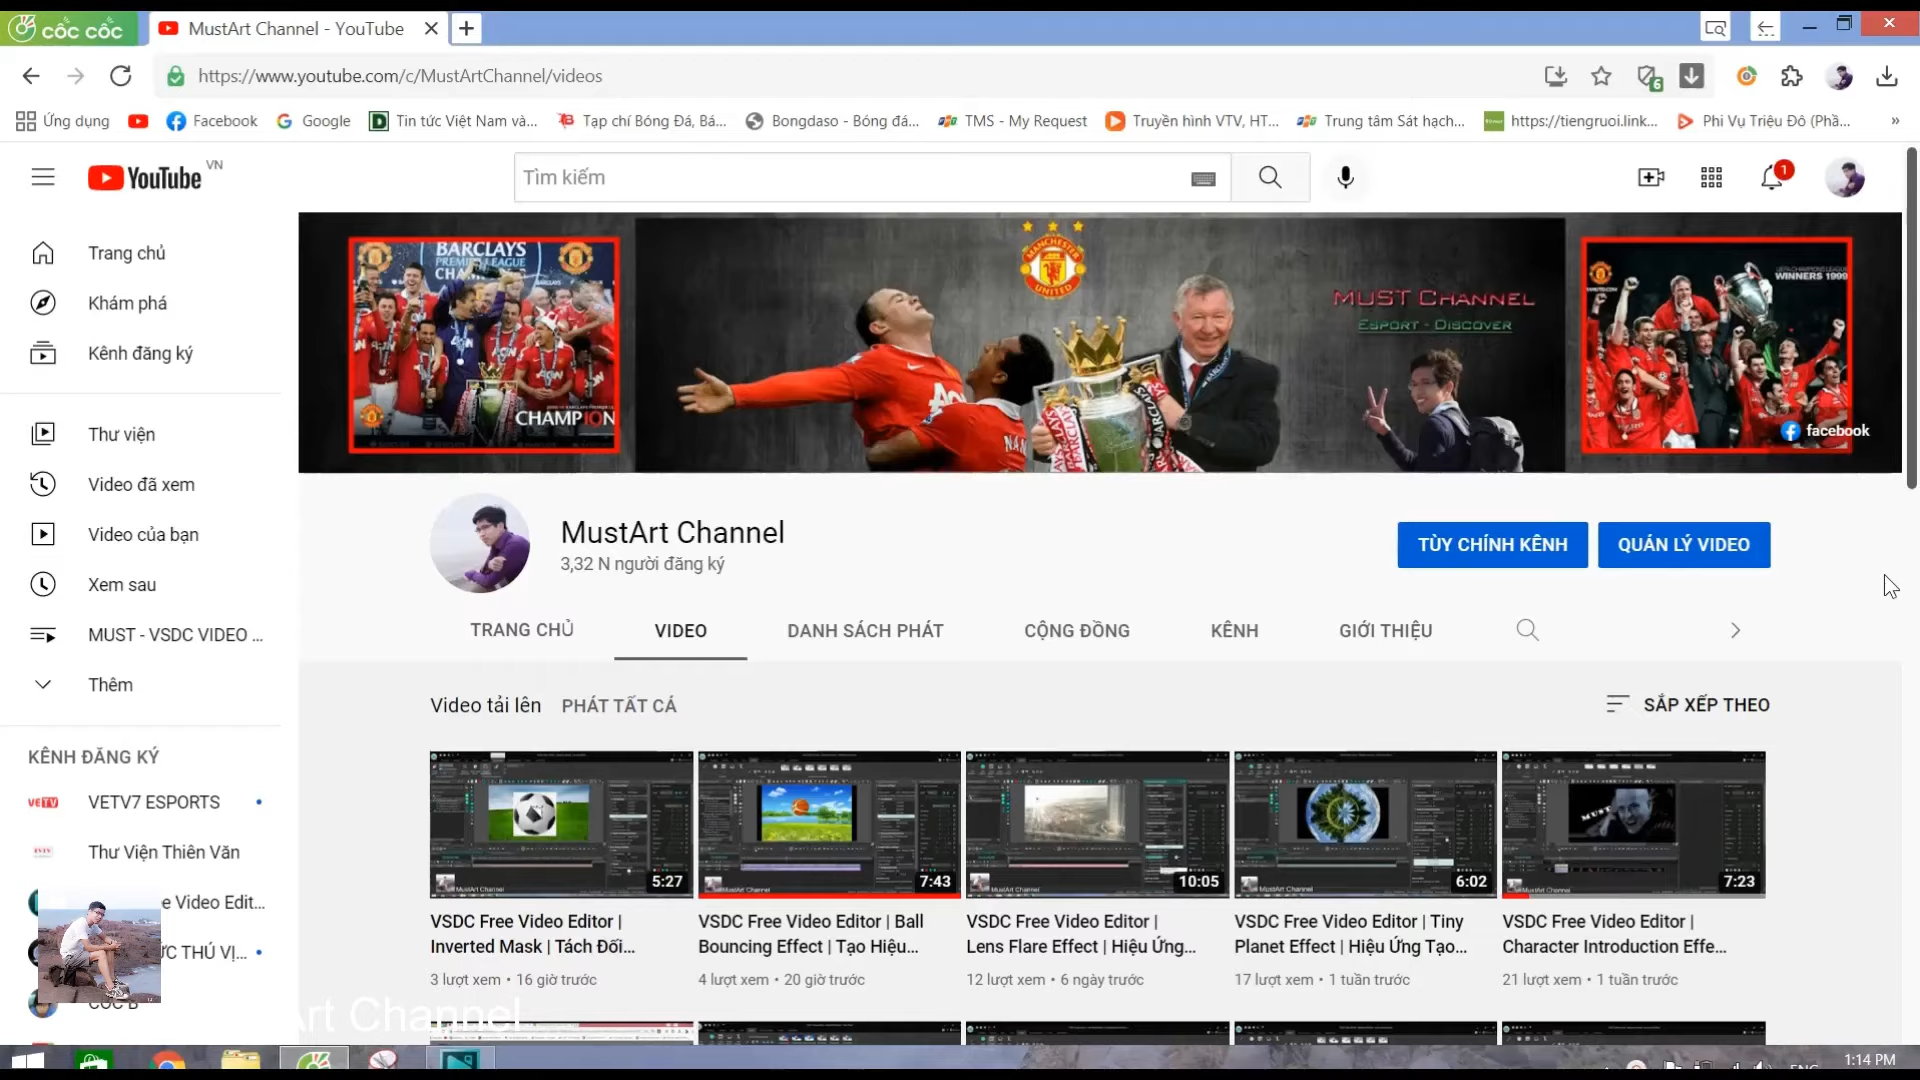 cốc cốc
MustArt Channel - YouTube
https://www.youtube.com/c/MustArtChannel/videos
6
Ứng dụng
Facebook
Google
Tin tức Việt Nam và...
Tạp chí Bóng Đá, Bá...
Bongdaso - Bóng đá...
TMS - My Request
Truyền hình VTV, HT...
Trung tâm Sát hạch...
https://tiengruoi.link...
Phi Vụ Triệu Đô (Phầ...
»
YouTube VN
Tìm kiếm
1
Trang chủ
Khám phá
Kênh đăng ký
Thư viện
Video đã xem
Video của bạn
Xem sau
MUST - VSDC VIDEO ...
Thêm
KÊNH ĐĂNG KÝ
VETV VETV7 ESPORTS
Thư Viện Thiên Văn
e Video Edit...
ỨC THÚ VỊ...
BARCLAYS
PREMIER LEAGUE
CHAMPIONS
CHAMP19N
MANCHESTER
UNITED
MUST Channel
Esport - Discover
WINNERS 1999
facebook
MustArt Channel
3,32 N người đăng ký
TÙY CHỈNH KÊNH
QUẢN LÝ VIDEO
TRANG CHỦ
VIDEO
DANH SÁCH PHÁT
CỘNG ĐỒNG
KÊNH
GIỚI THIỆU
Video tải lên
PHÁT TẤT CẢ
SẮP XẾP THEO
5:27
7:43
10:05
6:02
7:23
VSDC Free Video Editor |
Inverted Mask | Tách Đối...
3 lượt xem • 16 giờ trước
VSDC Free Video Editor | Ball
Bouncing Effect | Tạo Hiệu...
4 lượt xem • 20 giờ trước
VSDC Free Video Editor |
Lens Flare Effect | Hiệu Ứng...
12 lượt xem • 6 ngày trước
VSDC Free Video Editor | Tiny
Planet Effect | Hiệu Ứng Tạo...
17 lượt xem • 1 tuần trước
VSDC Free Video Editor |
Character Introduction Effe...
21 lượt xem • 1 tuần trước
Art Channel
ENG
1:14 PM